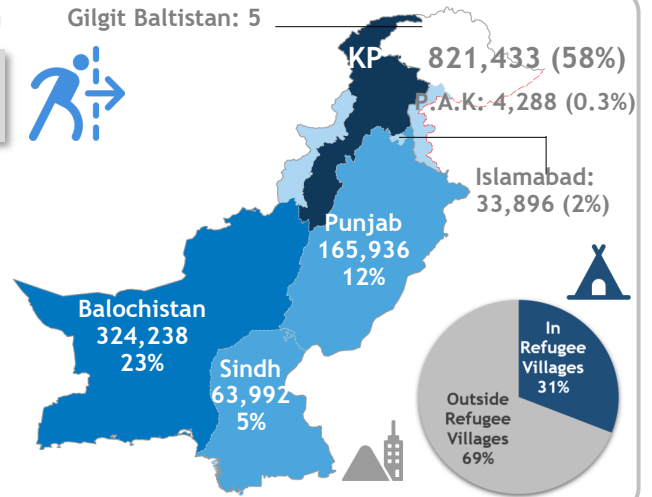 Gilgit Baltistan: 5
KP
821,433 (58%)
P.A.K: 4,288 (0.3%)
Islamabad:
33,896 (2%)
Punjab
165,936
12%
Balochistan
324,238
23%
Sindh
63,992
5%
In
Refugee
Villages
31%
Outside
Refugee
Villages
69%